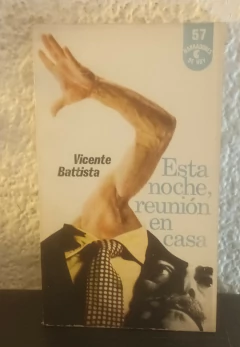 57
Vicente
Battista
Esta
noche,
reunión
en
casa